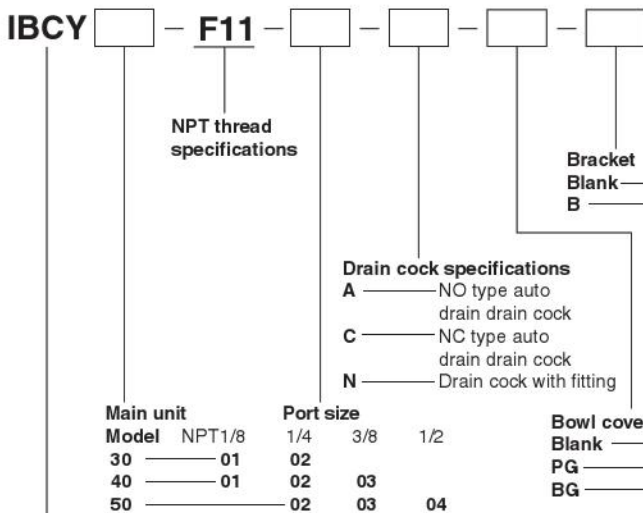 IBCY - F11 - - - -
NPT thread
specifications
Bracket
Blank
B
Drain cock specifications
A NO type auto
drain drain cock
C NC type auto
drain drain cock
N Drain cock with fitting
Main unit Port size
Model NPT1/8 1/4 3/8 1/2
30 01 02
40 01 02 03
50 02 03 04
Bowl cove
Blank
PG
BG